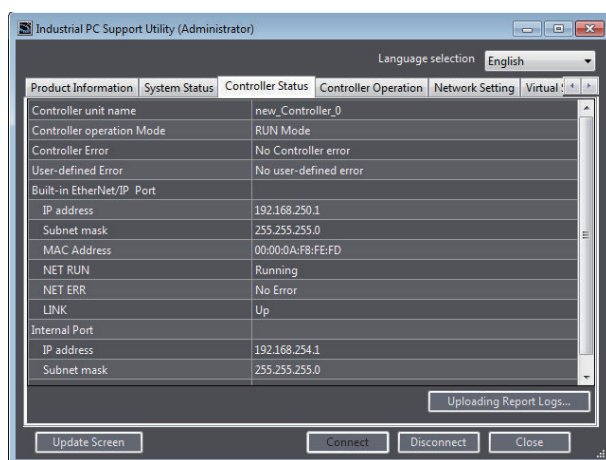 Industrial PC Support Utility (Administrator)
Language selection English
Product Information System Status Controller Status Controller Operation Network Setting Virtual
Controller unit name new_Controller_0
Controller operation Mode RUN Mode
Controller Error No Controller error
User-defined Error No user-defined error
Built-in EtherNet/IP Port
IP address 192.168.250.1
Subnet mask 255.255.255.0
MAC Address 00:00:0A:F8:FE:FD
NET RUN Running
NET ERR No Error
LINK Up
Internal Port
IP address 192.168.254.1
Subnet mask 255.255.255.0
Uploading Report Logs...
Update Screen Connect Disconnect Close